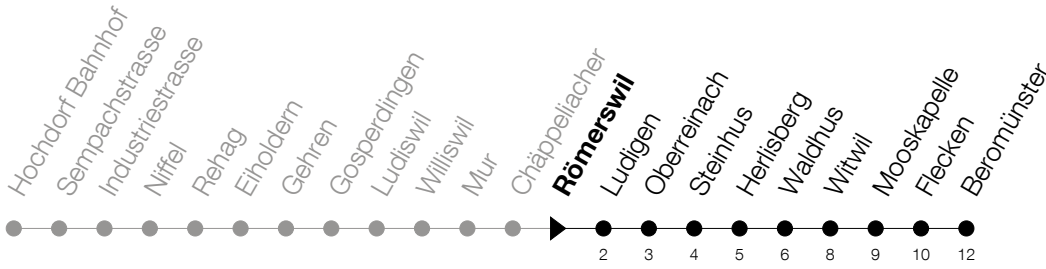 Hochdorf Bahnhof
Sempachstrasse
Industriestrasse
Niffel
Rehag
Eiholdern
Gehren
Gosperdingen
Ludiswil
Williswil
Mur
Chäppeliacher
Römerswil
Ludigen
Oberreinach
Steinhus
Herlisberg
Waldhus
Witwil
Mooskapelle
Flecken
Beromünster
2 3 4 5 6 8 9 10 12